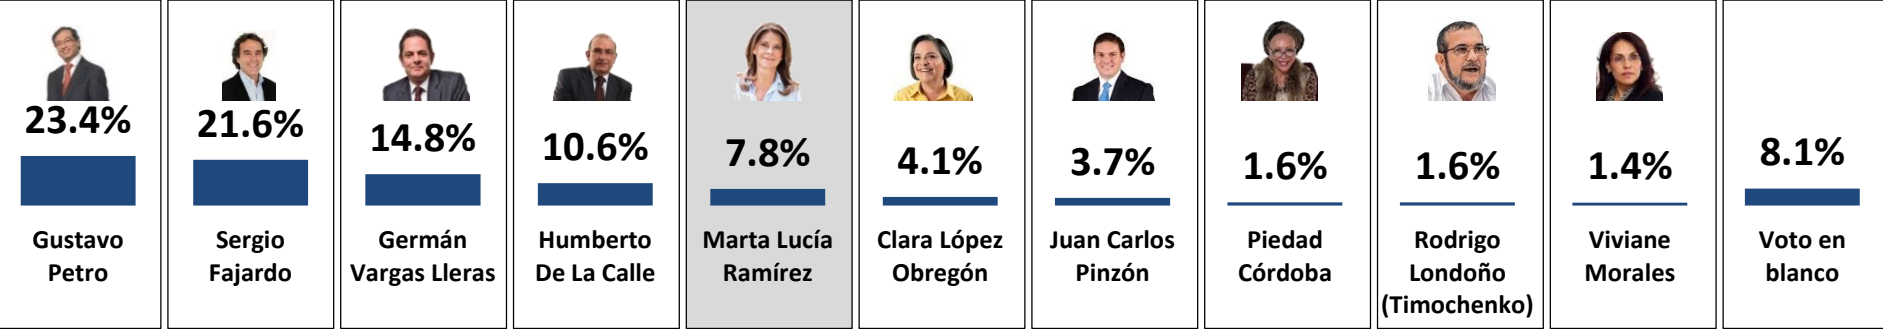 23.4%
Gustavo
Petro
21.6%
Sergio
Fajardo
14.8%
Germán
Vargas Lleras
10.6%
Humberto
De La Calle
7.8%
Marta Lucía
Ramírez
4.1%
Clara López
Obregón
3.7%
Juan Carlos
Pinzón
1.6%
Piedad
Córdoba
1.6%
Rodrigo
Londoño
(Timochenko)
1.4%
Viviane
Morales
8.1%
Voto en
blanco